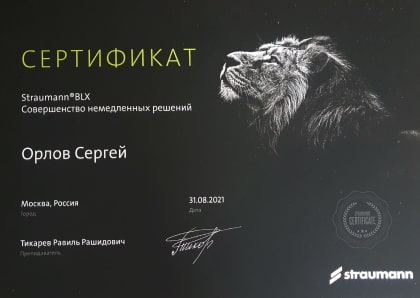 СЕРТИФИКАТ
Straumann®BLX
Совершенство немедленных решений
Орлов Сергей
Москва, Россия
Город
31.08.2021
Дата
Тикарев Равиль Рашидович
Преподаватель
CERTIFICATE
straumann